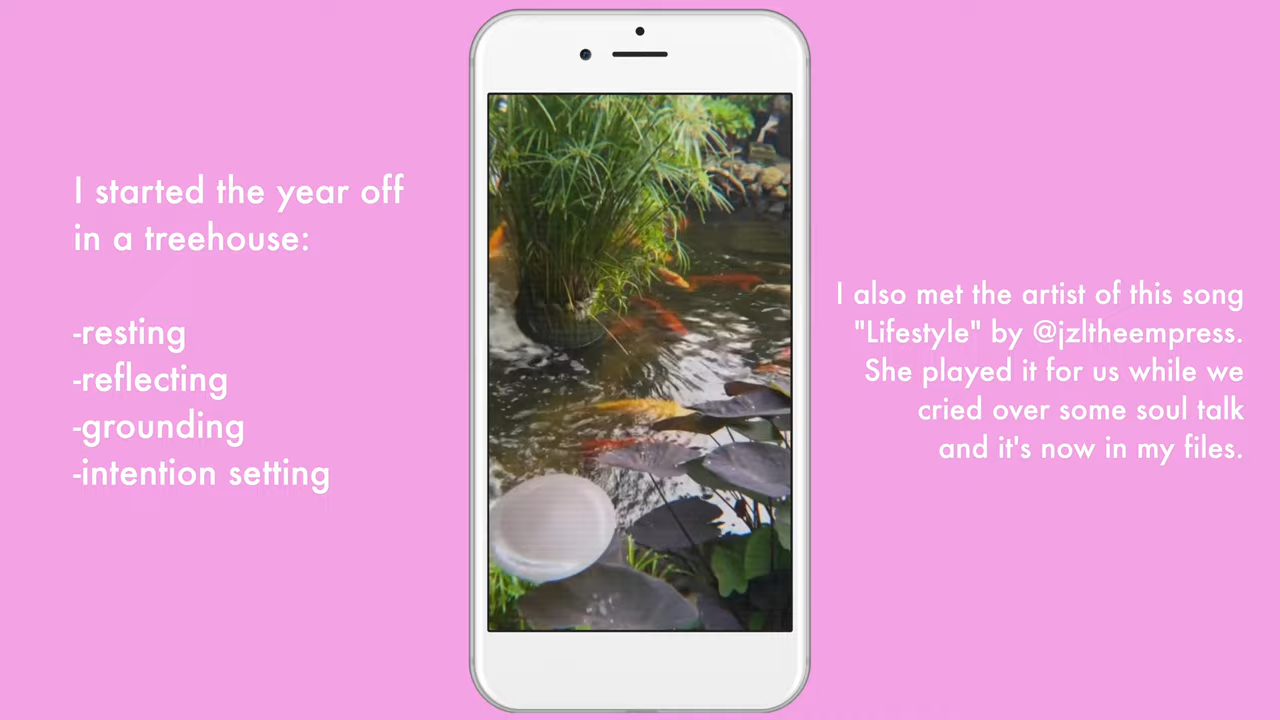 I started the year off
in a treehouse:
-resting
-reflecting
-grounding
-intention setting
I also met the artist of this song
"Lifestyle" by @jzltheempress.
She played it for us while we
cried over some soul talk
and it's now in my files.